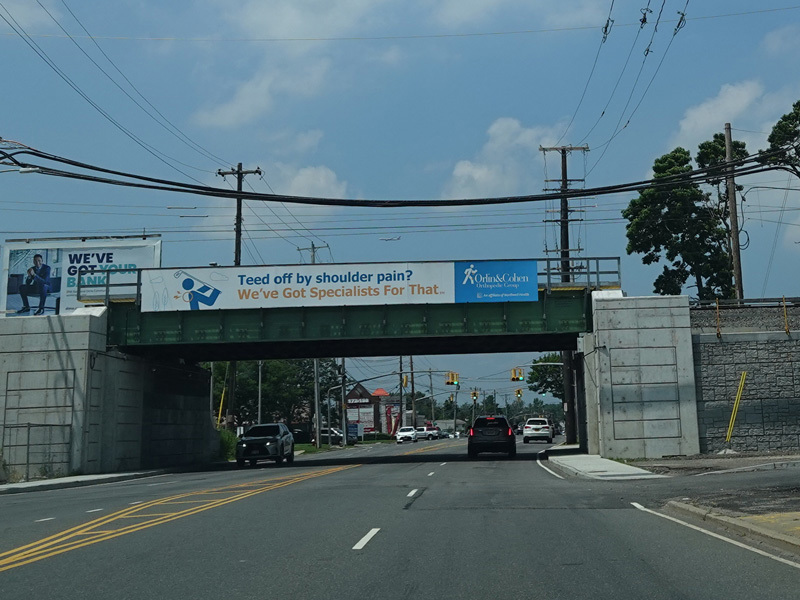 WE'VE
GOT YOUR
BANK
Teed off by shoulder pain?
We've Got Specialists For That
Orlin&Cohen
Orthopedic Group